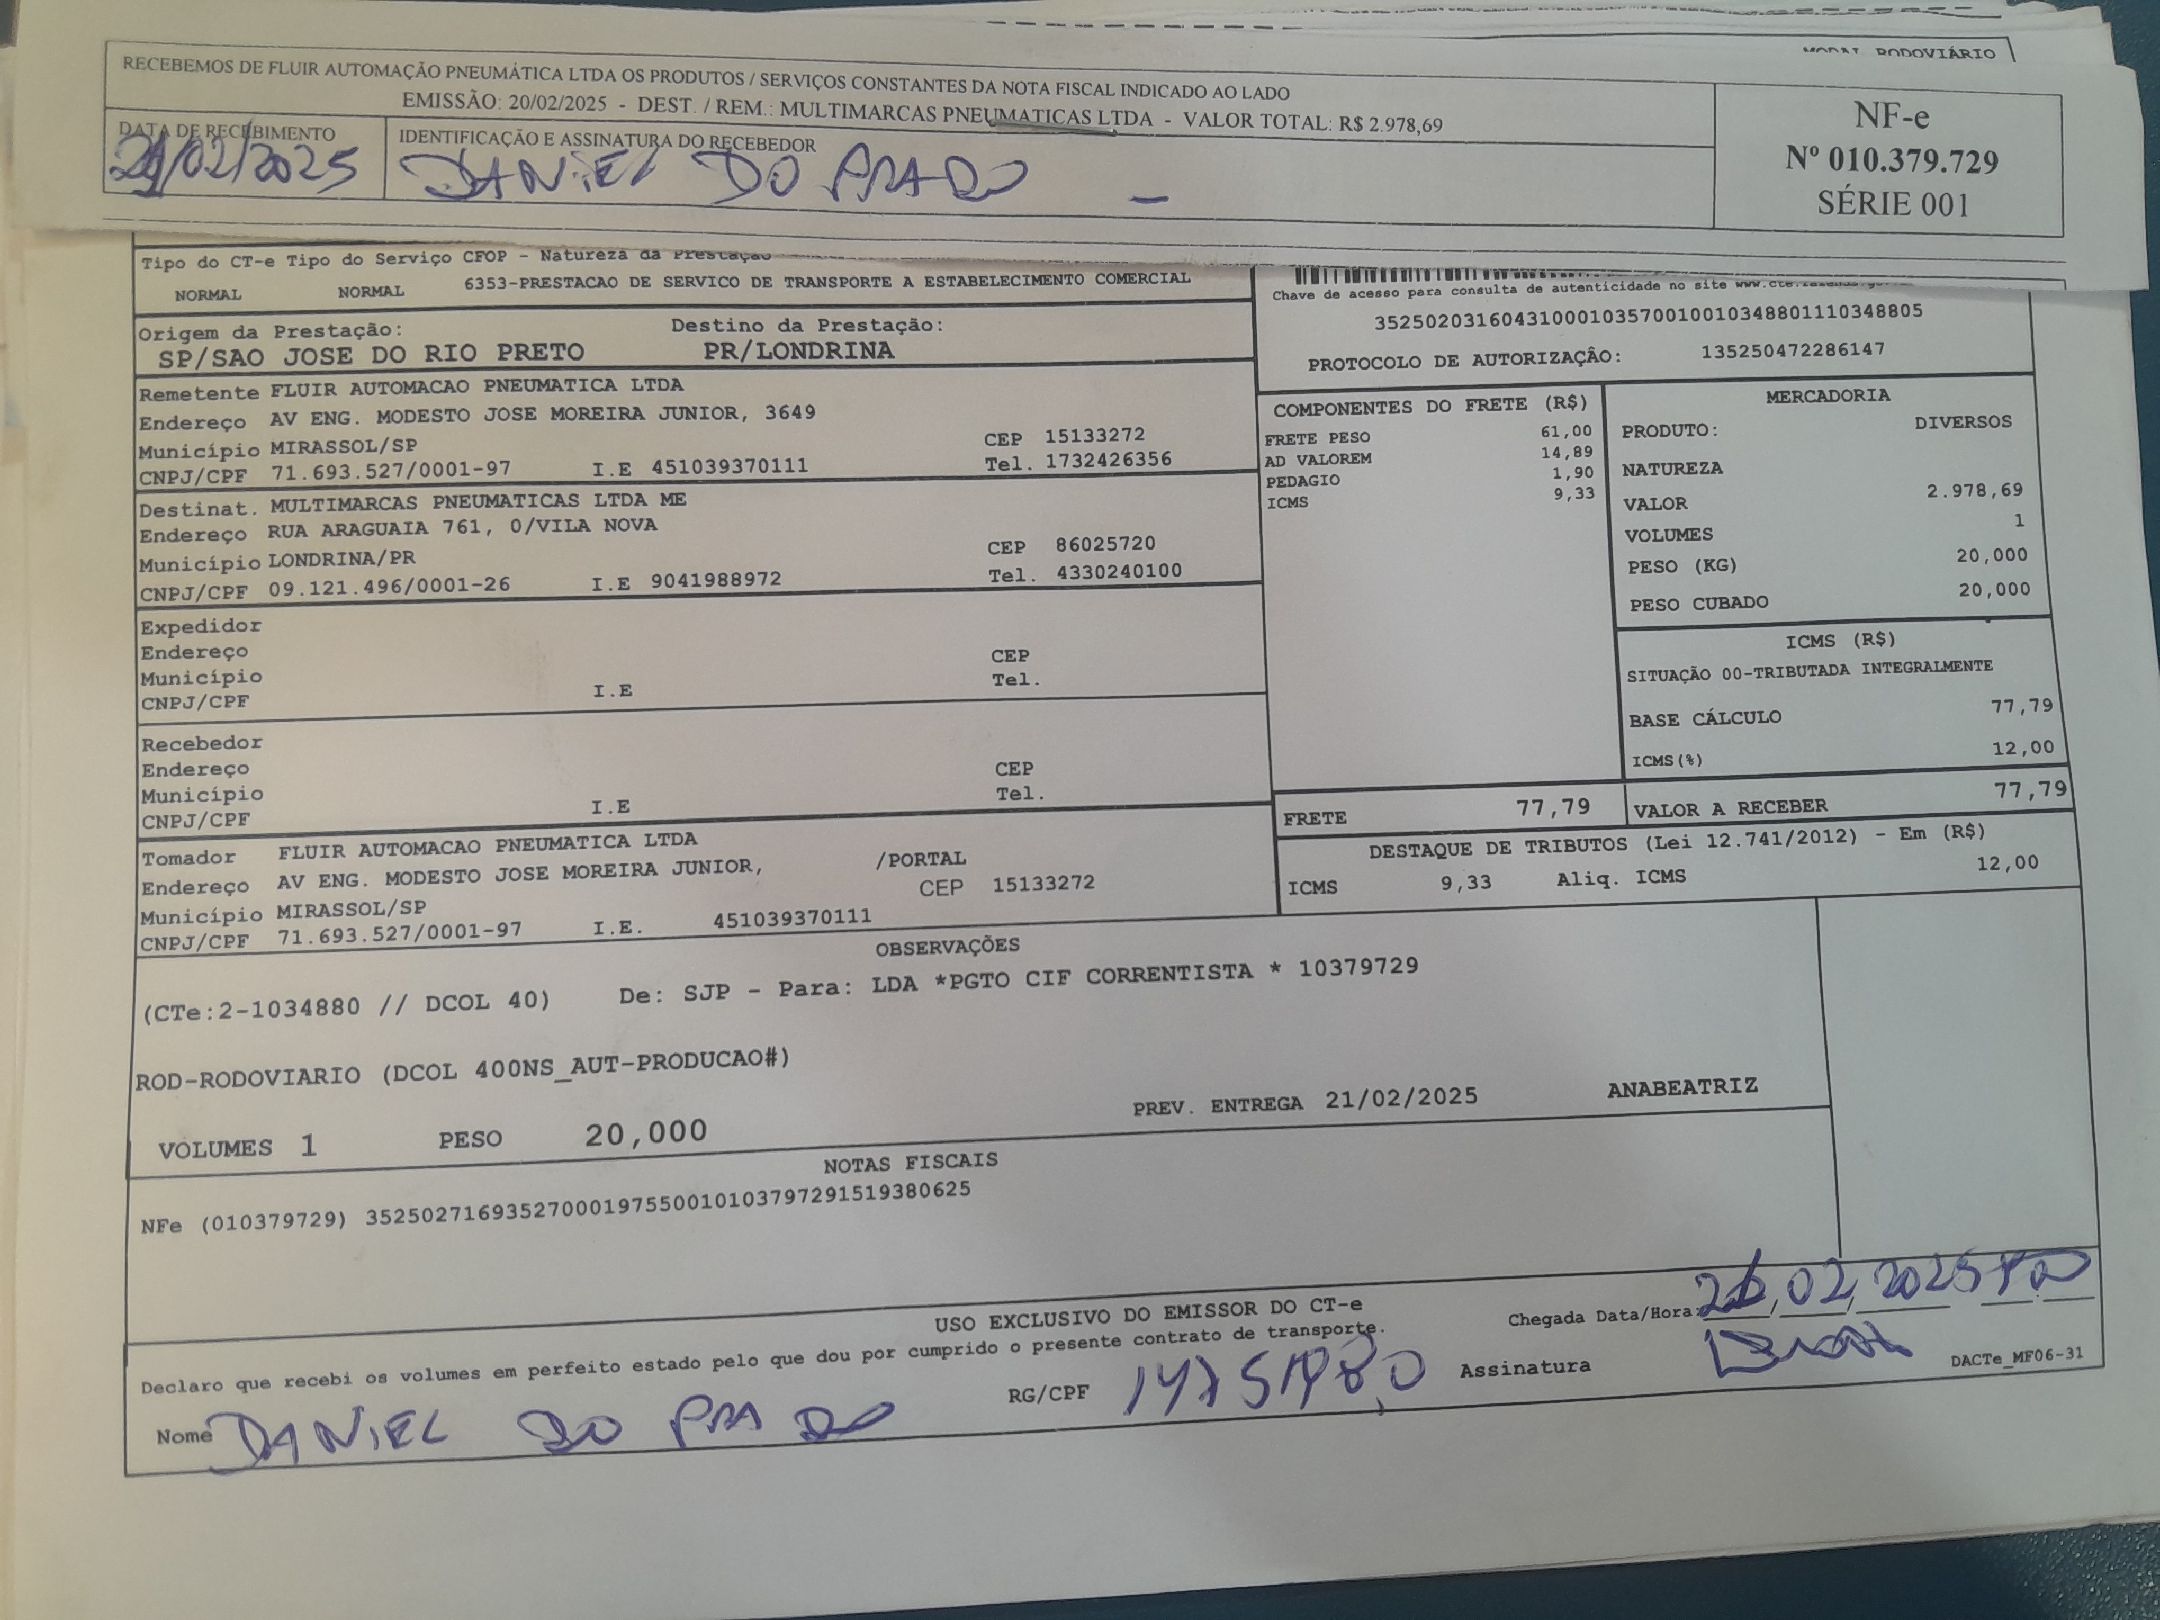 RODOVIÁRIO
RECEBEMOS DE FLUIR AUTOMAÇÃO PNEUMÁTICA LTDA OS PRODUTOS / SERVIÇOS CONSTANTES DA NOTA FISCAL INDICADO AO LADO
EMISSÃO: 20/02/2025 - DEST. / REM.: MULTIMARCAS PNEUMATICAS LTDA - VALOR TOTAL: R$ 2.978,69
NF-e
Nº 010.379.729
SÉRIE 001
DATA DE RECEBIMENTO
/02/2025
IDENTIFICAÇÃO E ASSINATURA DO RECEBEDOR
DANIEL DO PRADO
Tipo do CT-e Tipo do Serviço CFOP - Natureza da Prestação
NORMAL NORMAL 6353-PRESTACAO DE SERVICO DE TRANSPORTE A ESTABELECIMENTO COMERCIAL
Chave de acesso para consulta de autenticidade no site
35250203160431000103570010010348801110348805
PROTOCOLO DE AUTORIZAÇÃO: 135250472286147
Origem da Prestação: Destino da Prestação:
SP/SAO JOSE DO RIO PRETO PR/LONDRINA
Remetente FLUIR AUTOMACAO PNEUMATICA LTDA
Endereço AV ENG. MODESTO JOSE MOREIRA JUNIOR, 3649
Município MIRASSOL/SP CEP 15133272
CNPJ/CPF 71.693.527/0001-97 I.E 451039370111 Tel. 1732426356
Destinat. MULTIMARCAS PNEUMATICAS LTDA ME
Endereço RUA ARAGUAIA 761, 0/VILA NOVA
Município LONDRINA/PR CEP 86025720
CNPJ/CPF 09.121.496/0001-26 I.E 9041988972 Tel. 4330240100
Expedidor
Endereço
Município CEP
CNPJ/CPF I.E Tel.
Recebedor
Endereço
Município CEP
CNPJ/CPF I.E Tel.
Tomador FLUIR AUTOMACAO PNEUMATICA LTDA
Endereço AV ENG. MODESTO JOSE MOREIRA JUNIOR, /PORTAL
Município MIRASSOL/SP CEP 15133272
CNPJ/CPF 71.693.527/0001-97 I.E. 451039370111
COMPONENTES DO FRETE (R$)
FRETE PESO 61,00
AD VALOREM 14,89
PEDAGIO 1,90
ICMS 9,33
MERCADORIA
PRODUTO: DIVERSOS
NATUREZA
VALOR 2.978,69
VOLUMES 1
PESO (KG) 20,000
PESO CUBADO 20,000
ICMS (R$)
SITUAÇÃO 00-TRIBUTADA INTEGRALMENTE
BASE CÁLCULO 77,79
ICMS(%) 12,00
FRETE 77,79 VALOR A RECEBER 77,79
DESTAQUE DE TRIBUTOS (Lei 12.741/2012) - Em (R$)
ICMS 9,33 Aliq. ICMS 12,00
OBSERVAÇÕES
(CTe:2-1034880 // DCOL 40) De: SJP - Para: LDA *PGTO CIF CORRENTISTA * 10379729
ROD-RODOVIARIO (DCOL 400NS_AUT-PRODUCAO#)
VOLUMES 1 PESO 20,000 PREV. ENTREGA 21/02/2025 ANABEATRIZ
NOTAS FISCAIS
NFe (010379729) 35250271693527000197550010103797291519380625
USO EXCLUSIVO DO EMISSOR DO CT-e
Declaro que recebi os volumes em perfeito estado pelo que dou por cumprido o presente contrato de transporte.
Chegada Data/Hora: 02 2025
Nome DANIEL DO PRADO RG/CPF Assinatura
DACTe_MF06-31